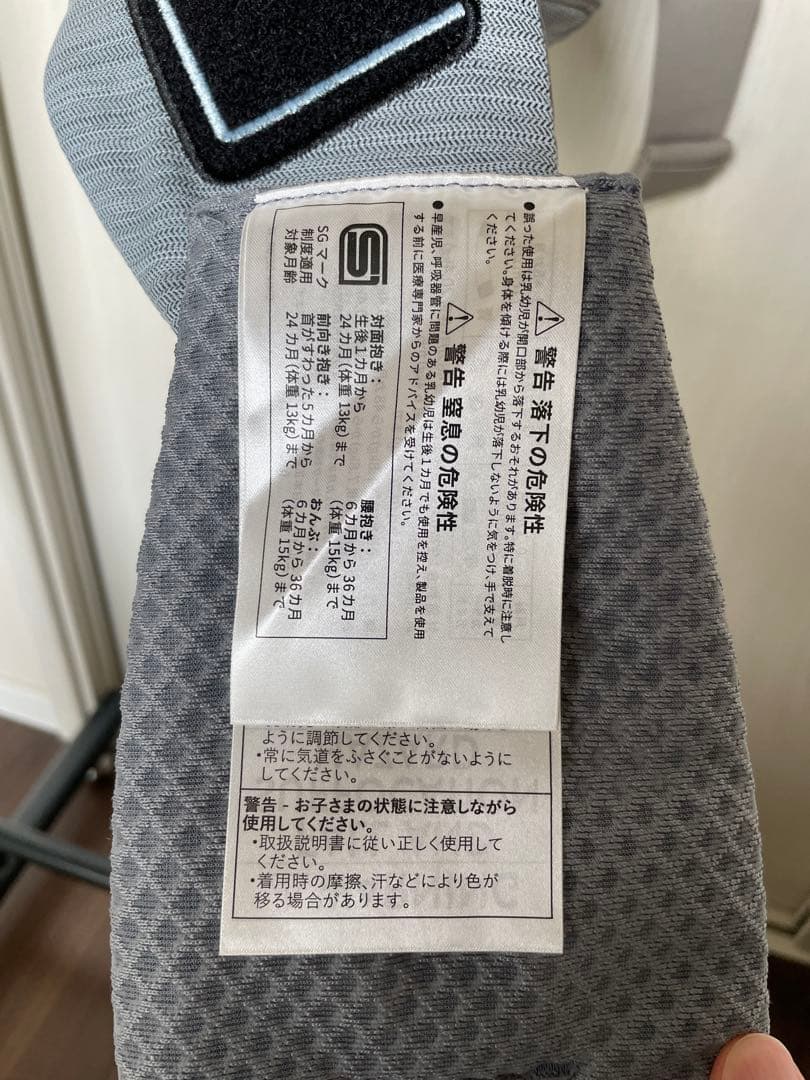 ⚠警告 落下の危険性
●誤った使用は乳幼児が開口部から落下するおそれがあります。特に着脱時に注意し
てください。身体を傾ける際には乳幼児が落下しないように気をつけ、手で支えて
ください。
⚠警告 窒息の危険性
●早産児、呼吸器管に問題のある乳幼児は生後1カ月でも使用を控え、製品を使用
する前に医療専門家からのアドバイスを受けてください。
SG マーク
制度適用
対象月齢
対面抱き：
生後1カ月から
24カ月（体重13kg）まで
前向き抱き：
首がすわった5カ月から
24カ月（体重13kg）まで
腰抱き：
6カ月から36カ月
（体重15kg）まで
おんぶ：
6カ月から36カ月
（体重15kg）まで
ように調節してください。
・常に気道をふさぐことがないように
してください。
警告 - お子さまの状態に注意しながら
使用してください。
・取扱説明書に従い正しく使用して
ください。
・着用時の摩擦、汗などにより色が
移る場合があります。